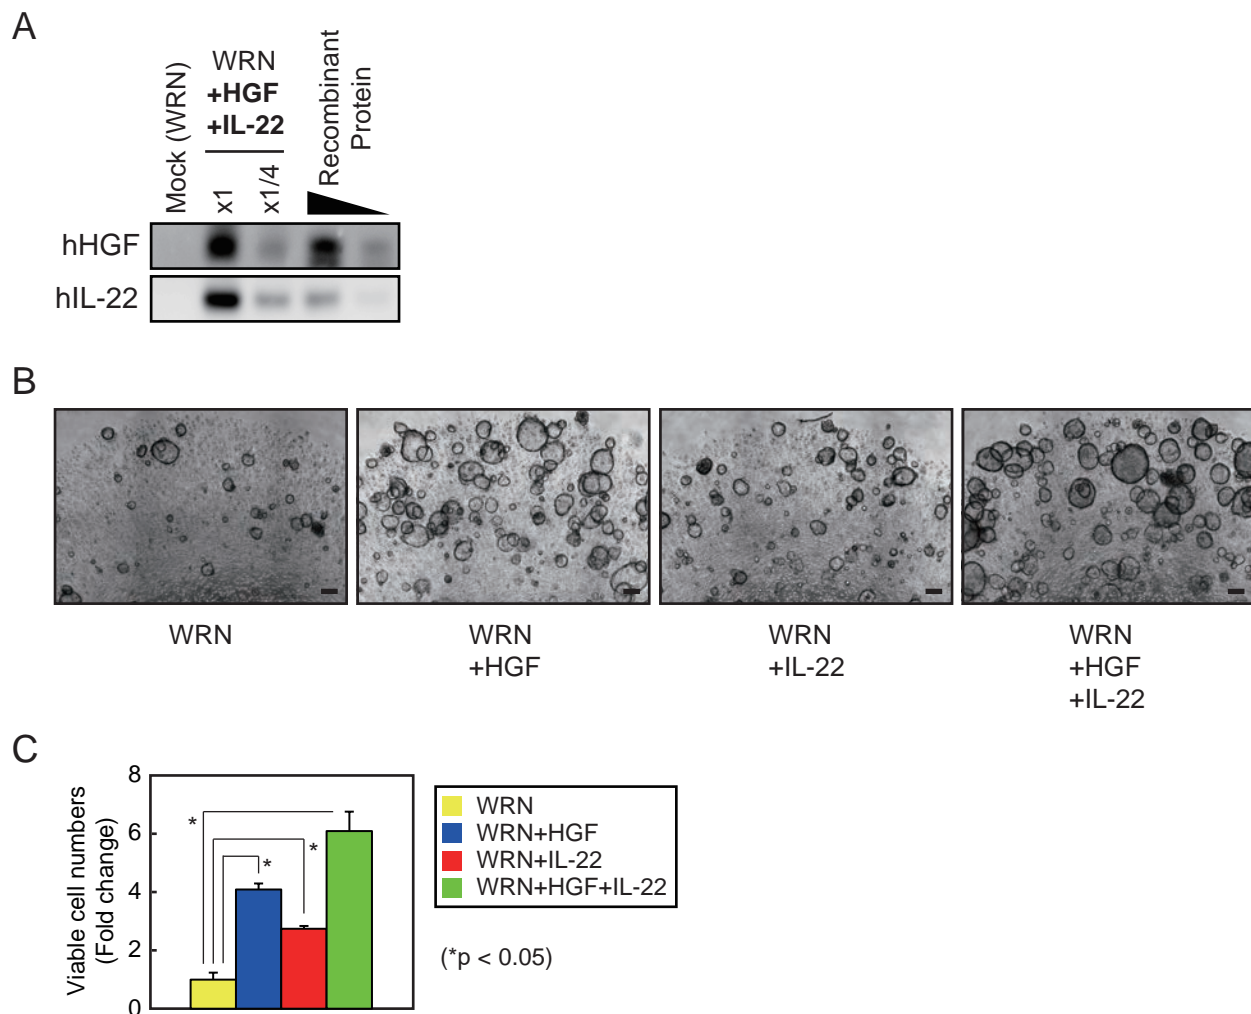 A
Mock (WRN)
WRN
+HGF
+IL-22
x1
x1/4
Recombinant
Protein
hHGF
hIL-22
B
WRN
WRN
+HGF
WRN
+IL-22
WRN
+HGF
+IL-22
C
Viable cell numbers
(Fold change)
8
6
4
2
0
*
*
*
WRN
WRN+HGF
WRN+IL-22
WRN+HGF+IL-22
(*p < 0.05)